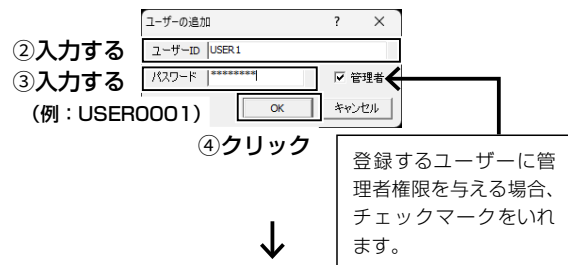 ユーザーの追加 ? ×
②入力する ユーザーID USER1
③入力する パスワード ******** 管理者
(例：USER0001) OK キャンセル
④クリック
登録するユーザーに管
理者権限を与える場合、
チェックマークをいれ
ます。